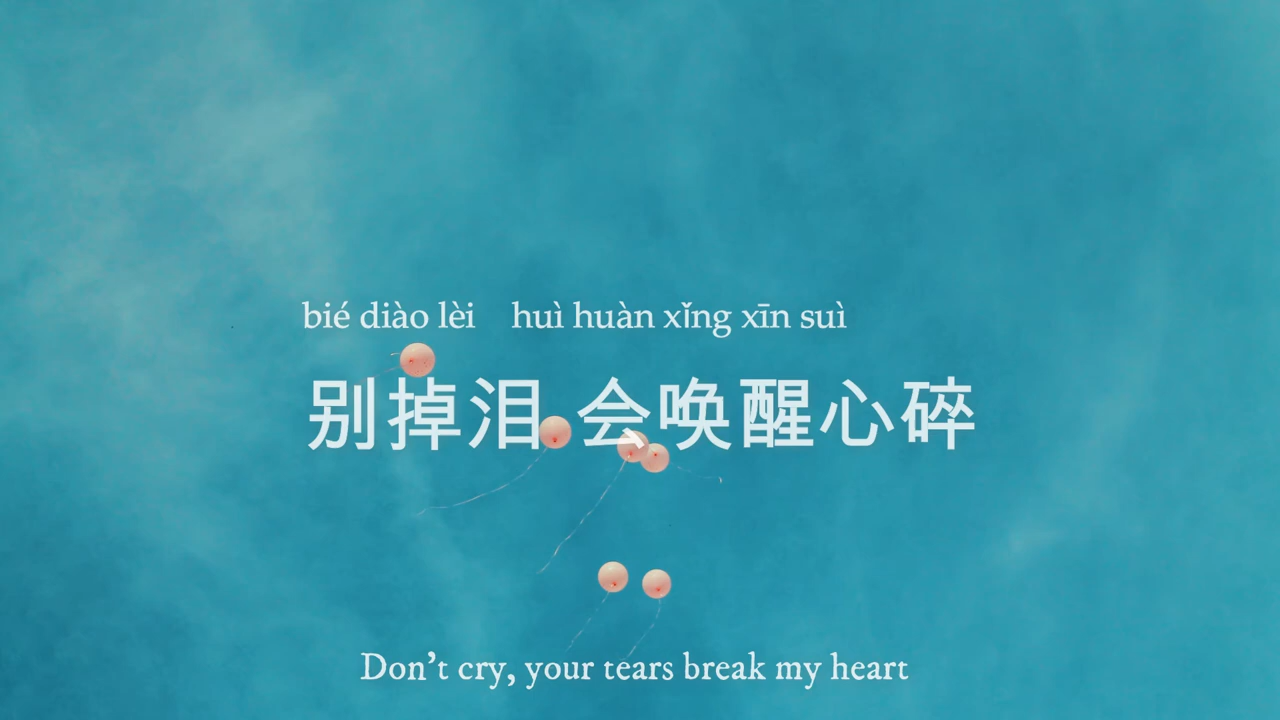 bié diào lèi huì huàn xǐng xīn suì
别掉泪 会唤醒心碎
Don't cry, your tears break my heart